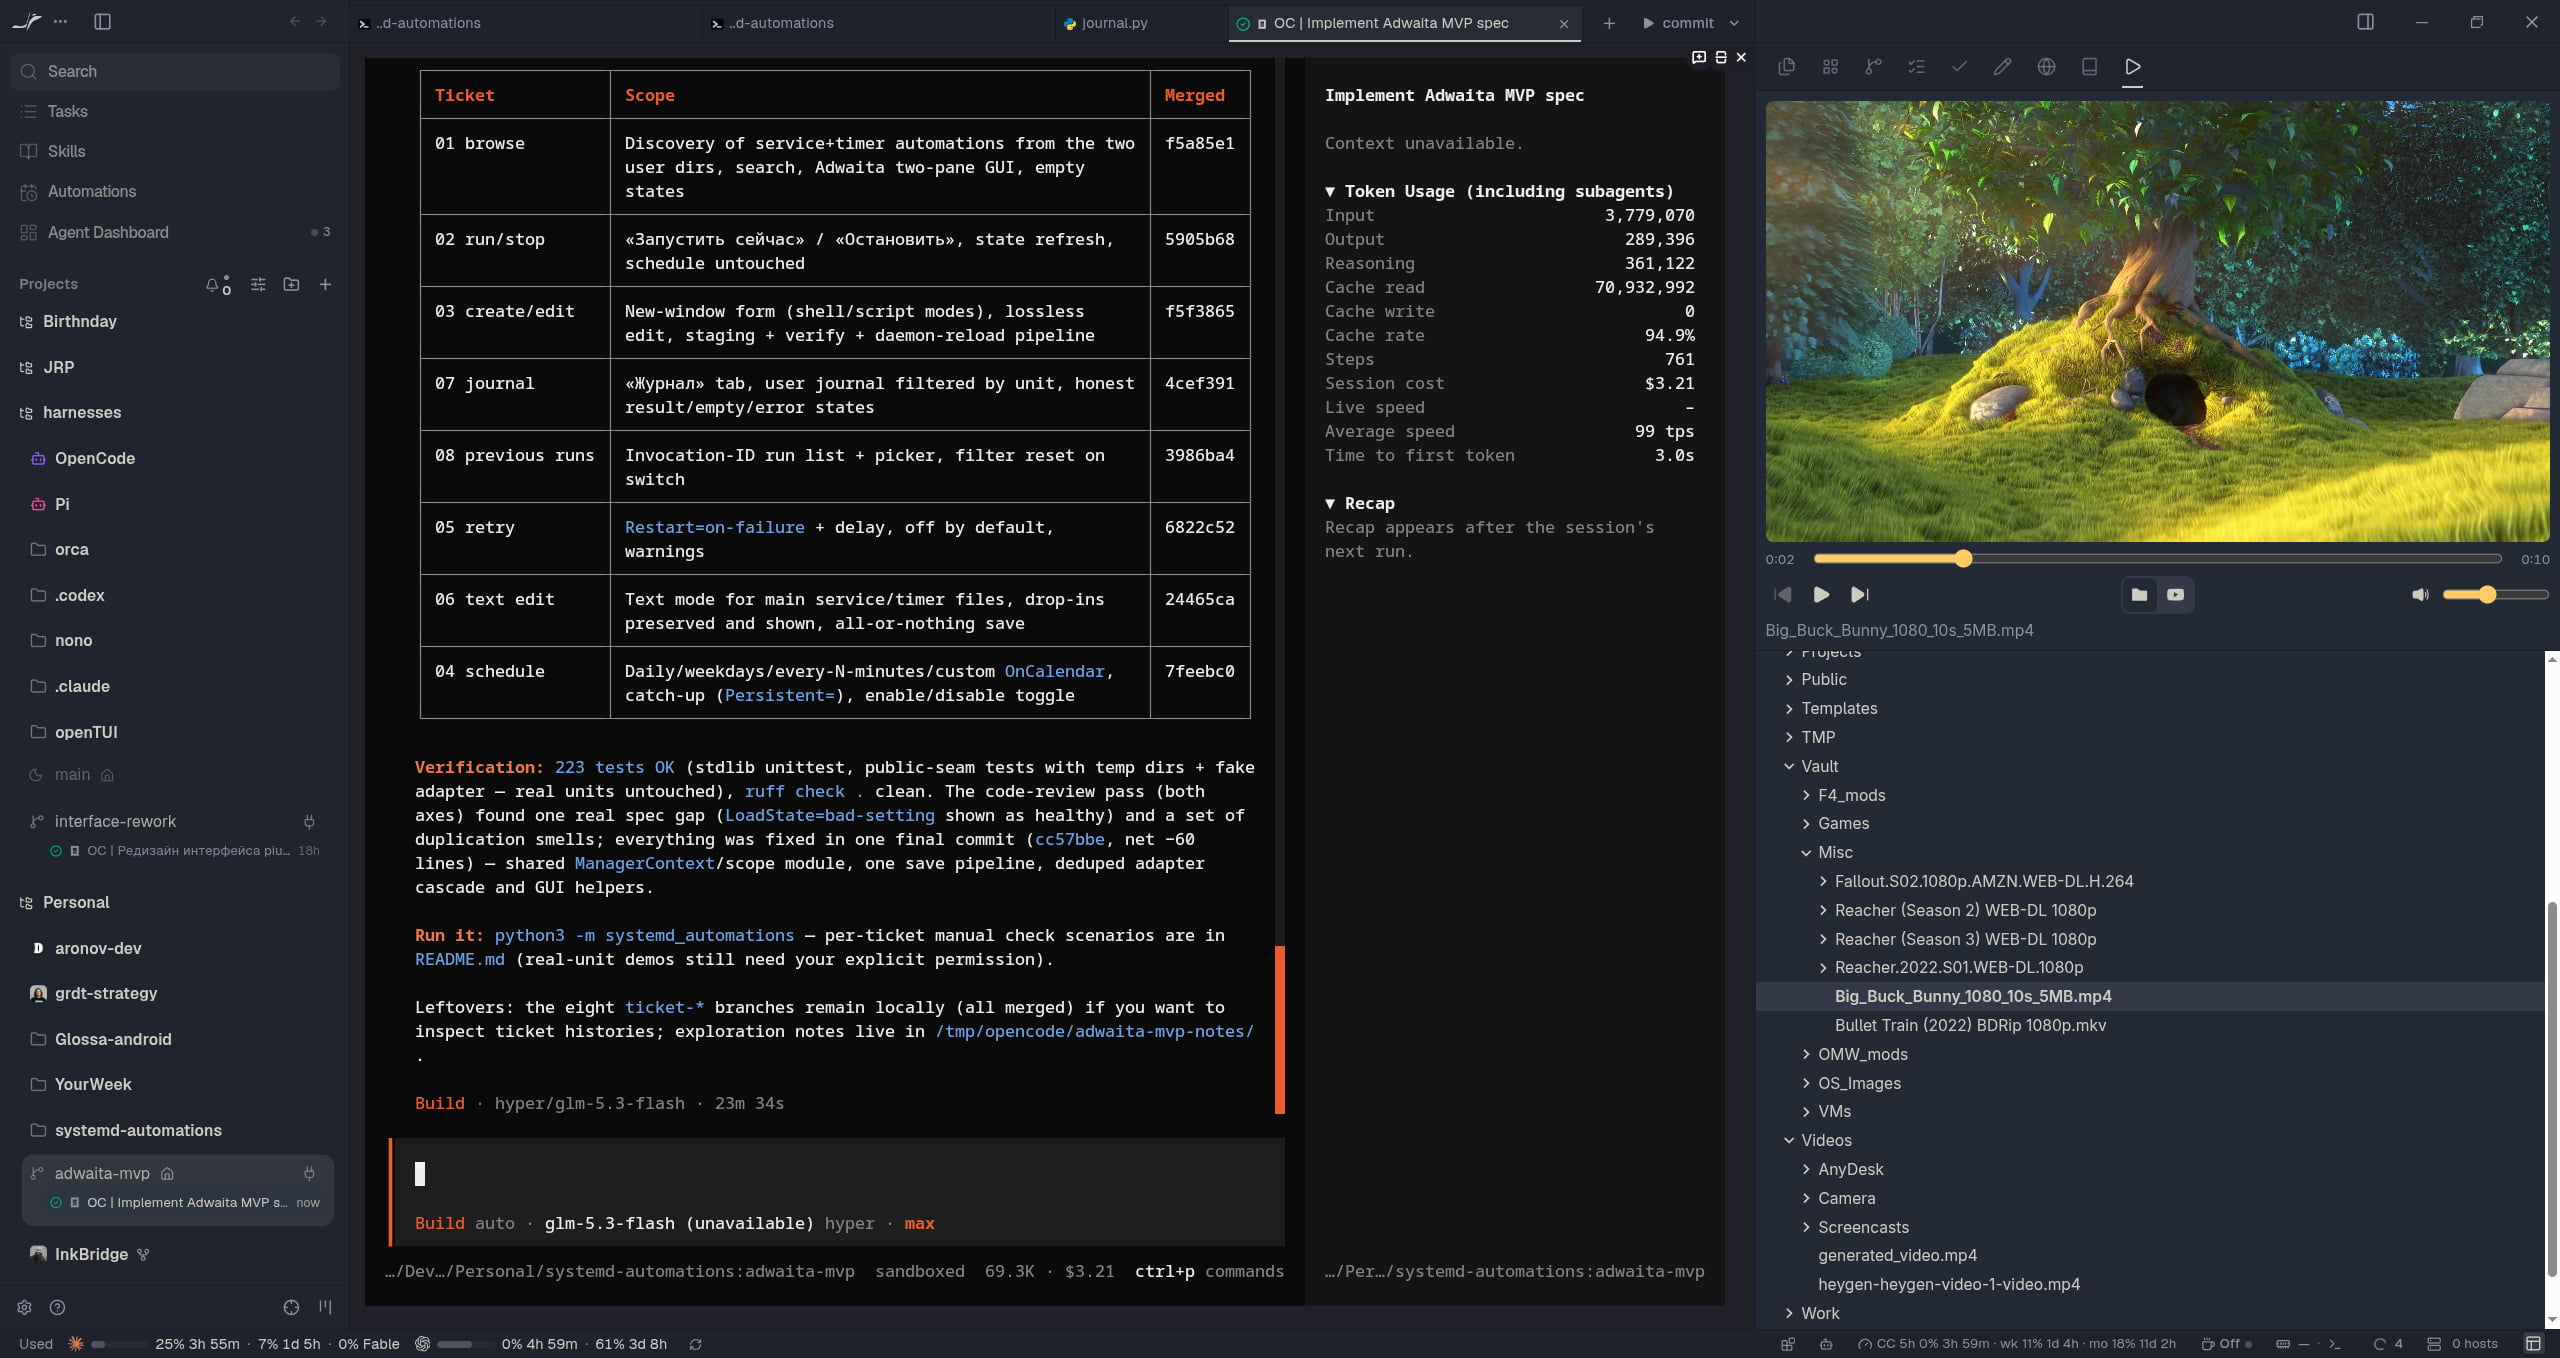 ..d-automations
..d-automations
journal.py
OC | Implement Adwaita MVP spec
commit
Search
Tasks
Skills
Automations
Agent Dashboard
3
Projects
0
Birthnday
JRP
harnesses
OpenCode
Pi
orca
.codex
nono
.claude
openTUI
main
interface-rework
OC | Редизайн интерфейса piu... 18h
Personal
aronov-dev
grdt-strategy
Glossa-android
YourWeek
systemd-automations
adwaita-mvp
OC | Implement Adwaita MVP s... now
InkBridge
Ticket Scope Merged
01 browse Discovery of service+timer automations from the two f5a85e1
user dirs, search, Adwaita two-pane GUI, empty
states
02 run/stop «Запустить сейчас» / «Остановить», state refresh, 5905b68
schedule untouched
03 create/edit New-window form (shell/script modes), lossless f5f3865
edit, staging + verify + daemon-reload pipeline
07 journal «Журнал» tab, user journal filtered by unit, honest 4cef391
result/empty/error states
08 previous runs Invocation-ID run list + picker, filter reset on 3986ba4
switch
05 retry Restart=on-failure + delay, off by default, 6822c52
warnings
06 text edit Text mode for main service/timer files, drop-ins 24465ca
preserved and shown, all-or-nothing save
04 schedule Daily/weekdays/every-N-minutes/custom OnCalendar, 7feebc0
catch-up (Persistent=), enable/disable toggle
Verification: 223 tests OK (stdlib unittest, public-seam tests with temp dirs + fake
adapter — real units untouched), ruff check . clean. The code-review pass (both
axes) found one real spec gap (LoadState=bad-setting shown as healthy) and a set of
duplication smells; everything was fixed in one final commit (cc57bbe, net −60
lines) — shared ManagerContext/scope module, one save pipeline, deduped adapter
cascade and GUI helpers.
Run it: python3 -m systemd_automations — per-ticket manual check scenarios are in
README.md (real-unit demos still need your explicit permission).
Leftovers: the eight ticket-* branches remain locally (all merged) if you want to
inspect ticket histories; exploration notes live in /tmp/opencode/adwaita-mvp-notes/
.
Build · hyper/glm-5.3-flash · 23m 34s
Build auto · glm-5.3-flash (unavailable) hyper · max
…/Dev…/Personal/systemd-automations:adwaita-mvp sandboxed 69.3K · $3.21 ctrl+p commands
Implement Adwaita MVP spec
Context unavailable.
▼ Token Usage (including subagents)
Input 3,779,070
Output 289,396
Reasoning 361,122
Cache read 70,932,992
Cache write 0
Cache rate 94.9%
Steps 761
Session cost $3.21
Live speed –
Average speed 99 tps
Time to first token 3.0s
▼ Recap
Recap appears after the session's
next run.
…/Per…/systemd-automations:adwaita-mvp
0:02
0:10
Big_Buck_Bunny_1080_10s_5MB.mp4
Projects
Public
Templates
TMP
Vault
F4_mods
Games
Misc
Fallout.S02.1080p.AMZN.WEB-DL.H.264
Reacher (Season 2) WEB-DL 1080p
Reacher (Season 3) WEB-DL 1080p
Reacher.2022.S01.WEB-DL.1080p
Big_Buck_Bunny_1080_10s_5MB.mp4
Bullet Train (2022) BDRip 1080p.mkv
OMW_mods
OS_Images
VMs
Videos
AnyDesk
Camera
Screencasts
generated_video.mp4
heygen-heygen-video-1-video.mp4
Work
Used 25% 3h 55m · 7% 1d 5h · 0% Fable 0% 4h 59m · 61% 3d 8h
CC 5h 0% 3h 59m · wk 11% 1d 4h · mo 18% 11d 2h Off — · 4 0 hosts